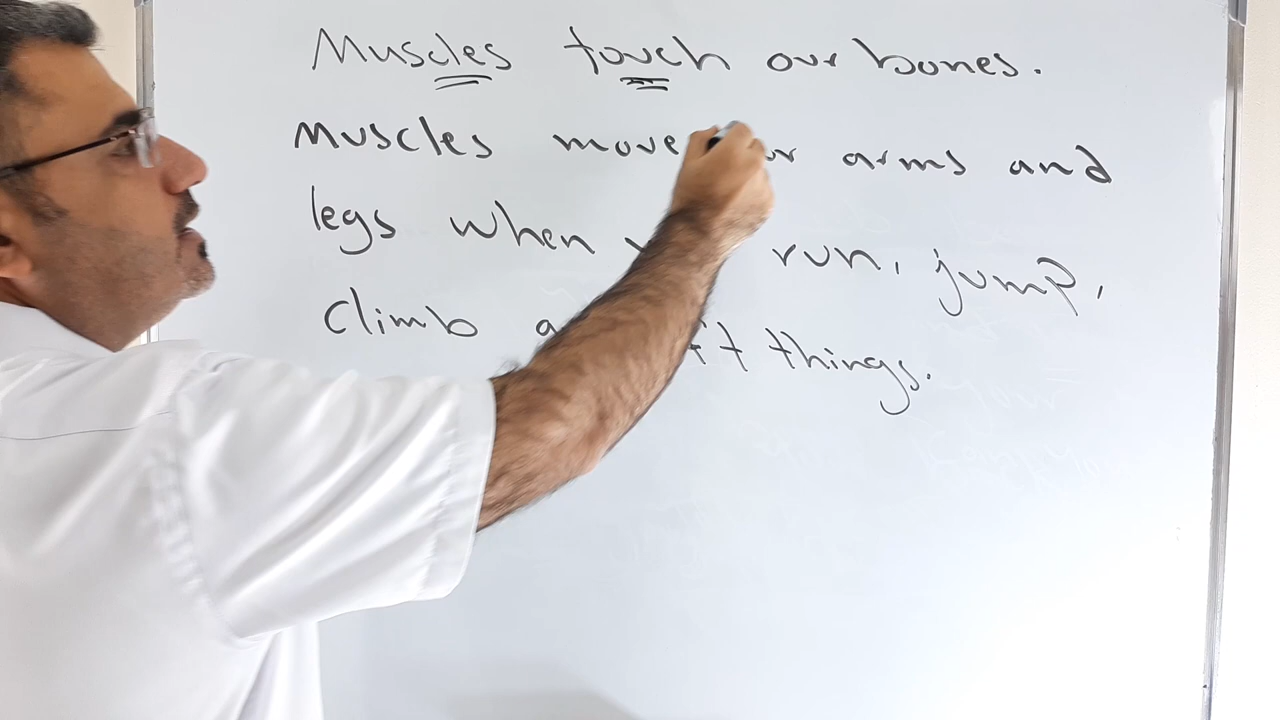 Muscles touch our bones.
Muscles move arms and
legs when run, jump,
climb things.